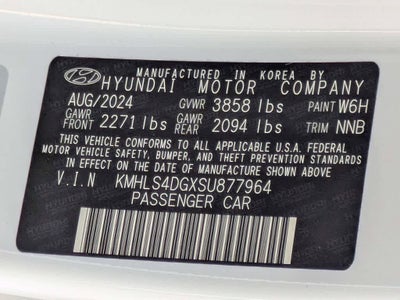 MANUFACTURED IN KOREA BY
HYUNDAI MOTOR COMPANY
AUG/2024 GVWR 3858 lbs PAINT W6H
GAWR FRONT 2271 lbs GAWR REAR 2094 lbs TRIM NNB
THIS VEHICLE CONFORMS TO ALL APPLICABLE U.S.A. FEDERAL
MOTOR VEHICLE SAFETY, BUMPER, AND THEFT PREVENTION STANDARDS
IN EFFECT ON THE DATE OF MANUFACTURE SHOWN ABOVE.
V.I.N KMHLS4DGXSU877964
PASSENGER CAR